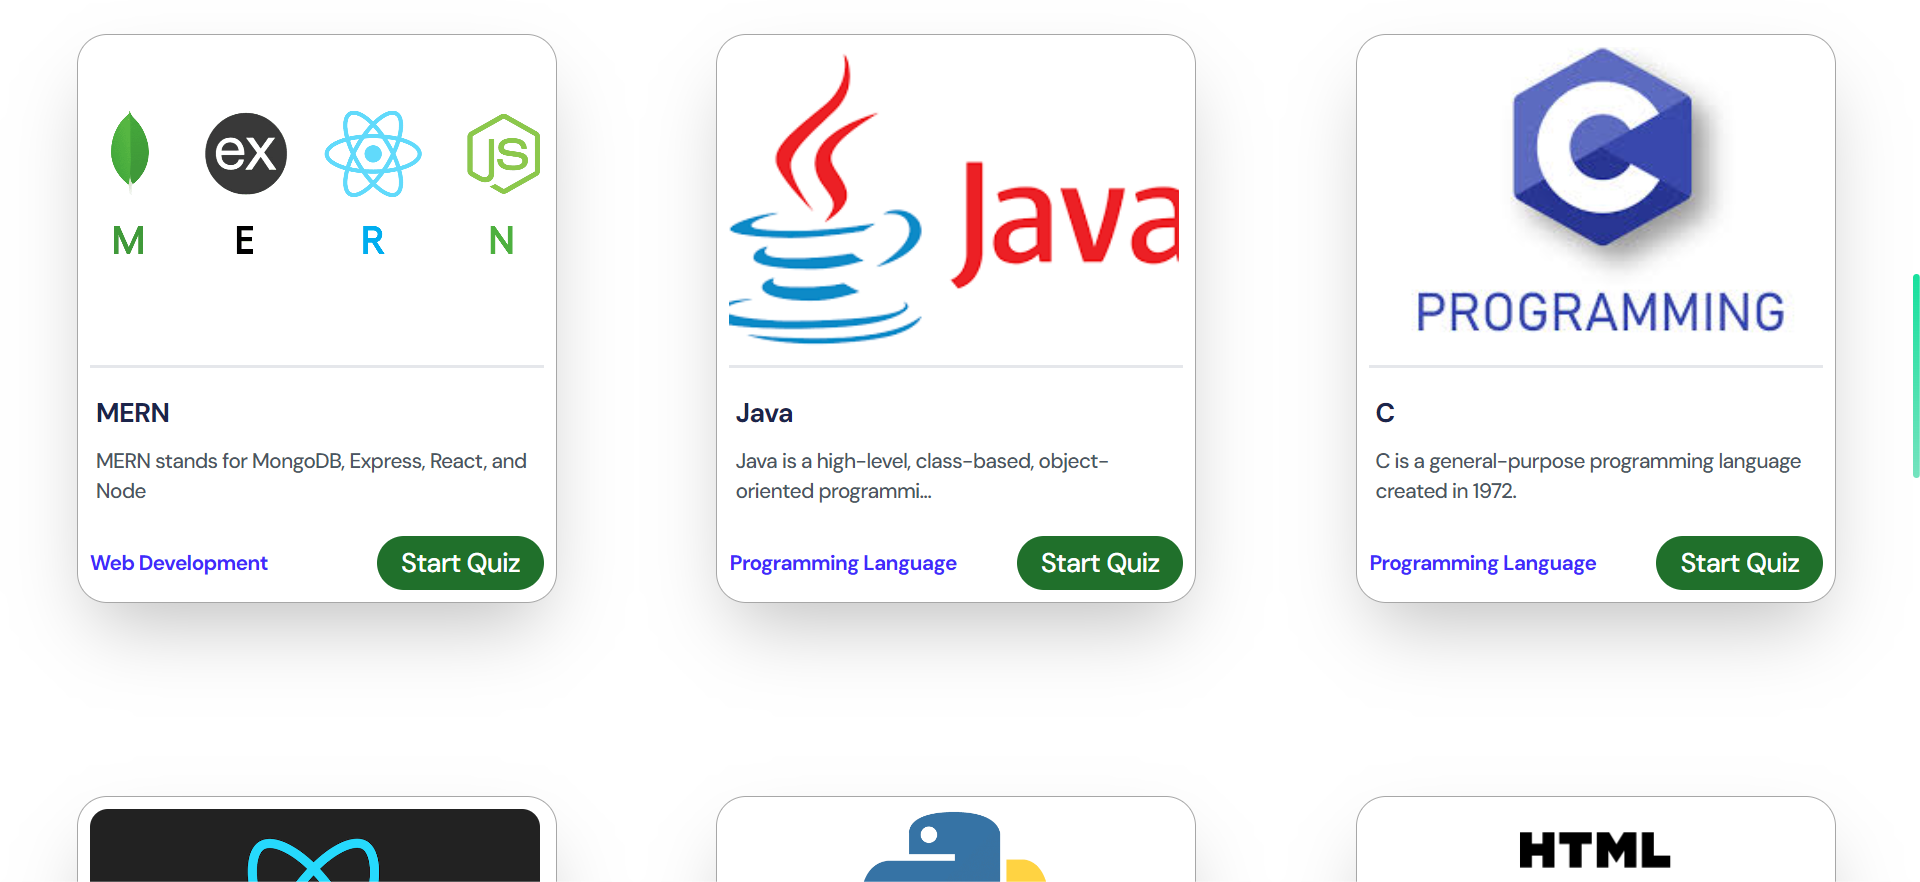 ex
JS
M E R N
MERN
MERN stands for MongoDB, Express, React, and
Node
Web Development
Start Quiz
Java
Java
Java is a high-level, class-based, object-
oriented programmi...
Programming Language
Start Quiz
C
PROGRAMMING
C
C is a general-purpose programming language
created in 1972.
Programming Language
Start Quiz
HTML